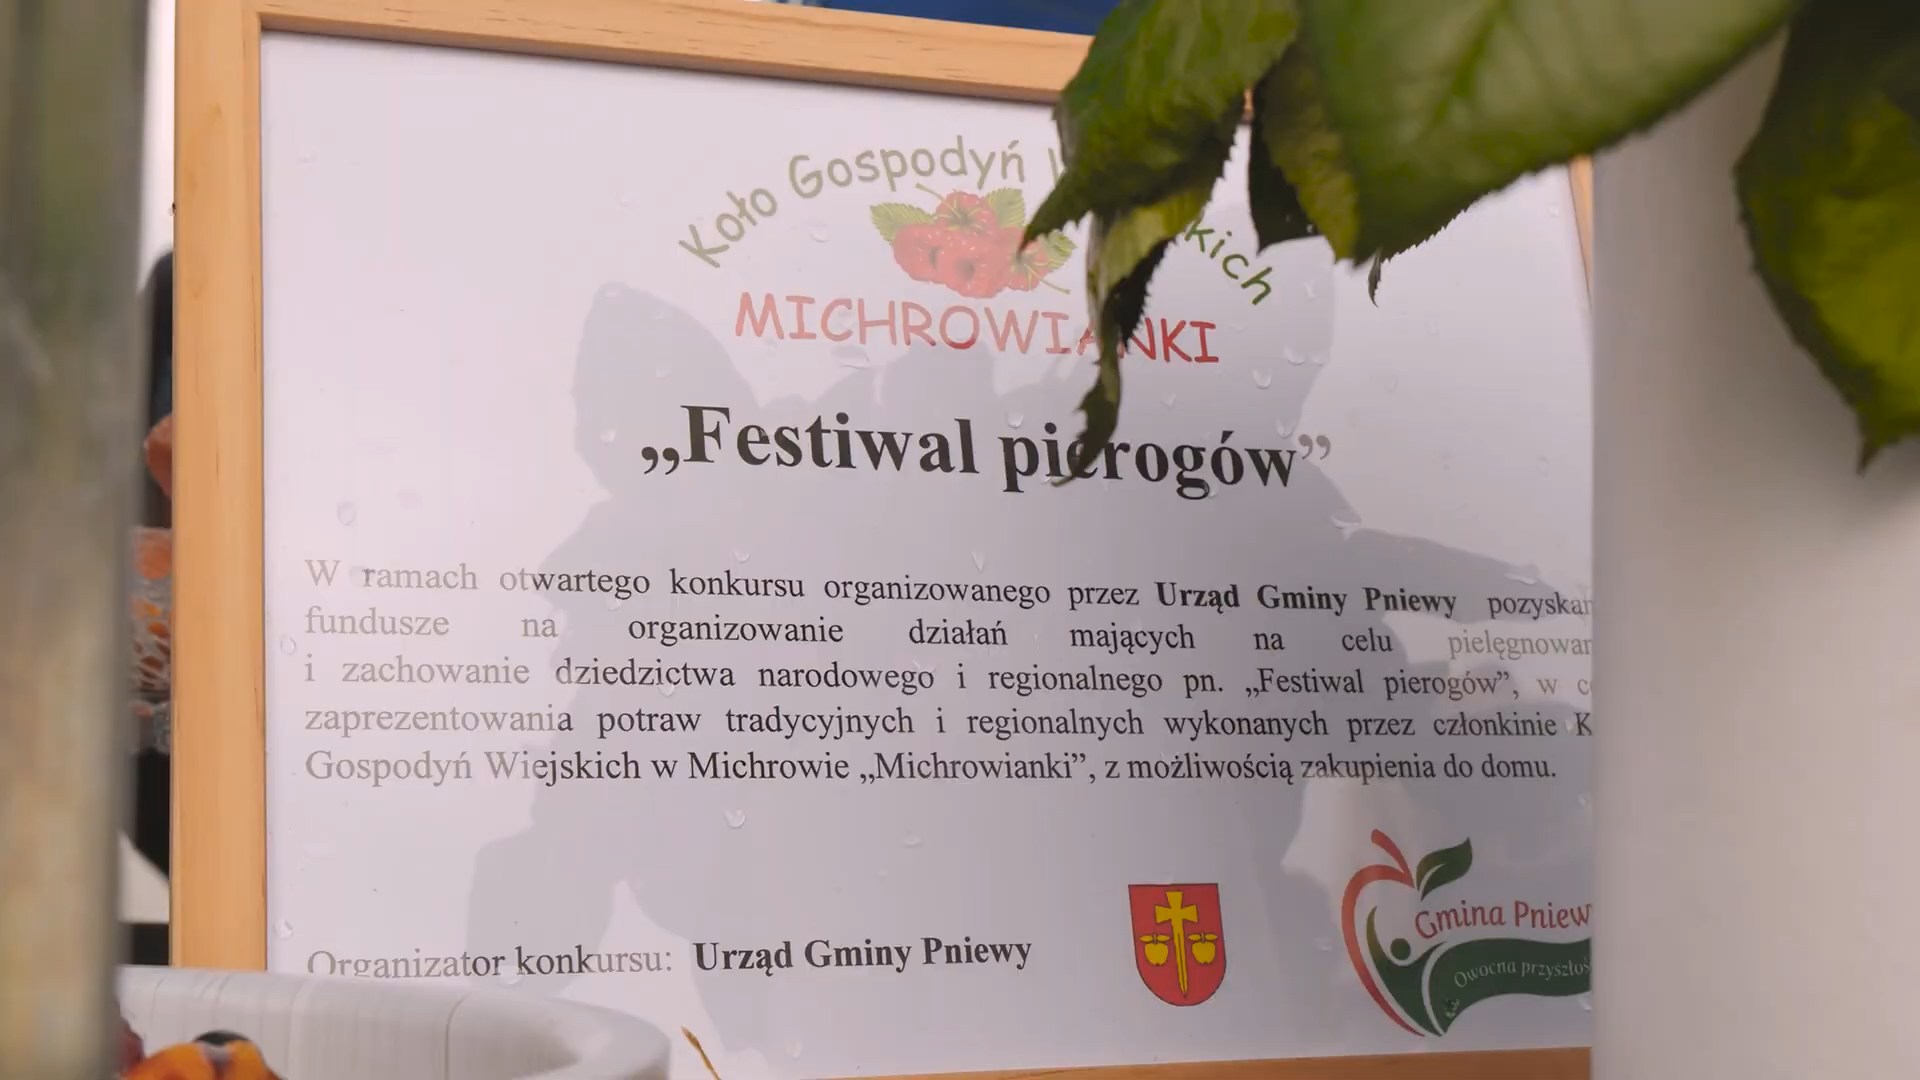 Koło Gospodyń
MICHROWIANKI
„Festiwal pierogów”
W ramach otwartego konkursu organizowanego przez Urząd Gminy Pniewy
fundusze na organizowanie działań mających na celu
i zachowanie dziedzictwa narodowego i regionalnego pn. „Festiwal pierogów”, w
zaprezentowania potraw tradycyjnych i regionalnych wykonanych przez członkinie
Gospodyń Wiejskich w Michrowie „Michrowianki”, z możliwością zakupienia do domu.
Organizator konkursu: Urząd Gminy Pniewy
Gmina
Owocna